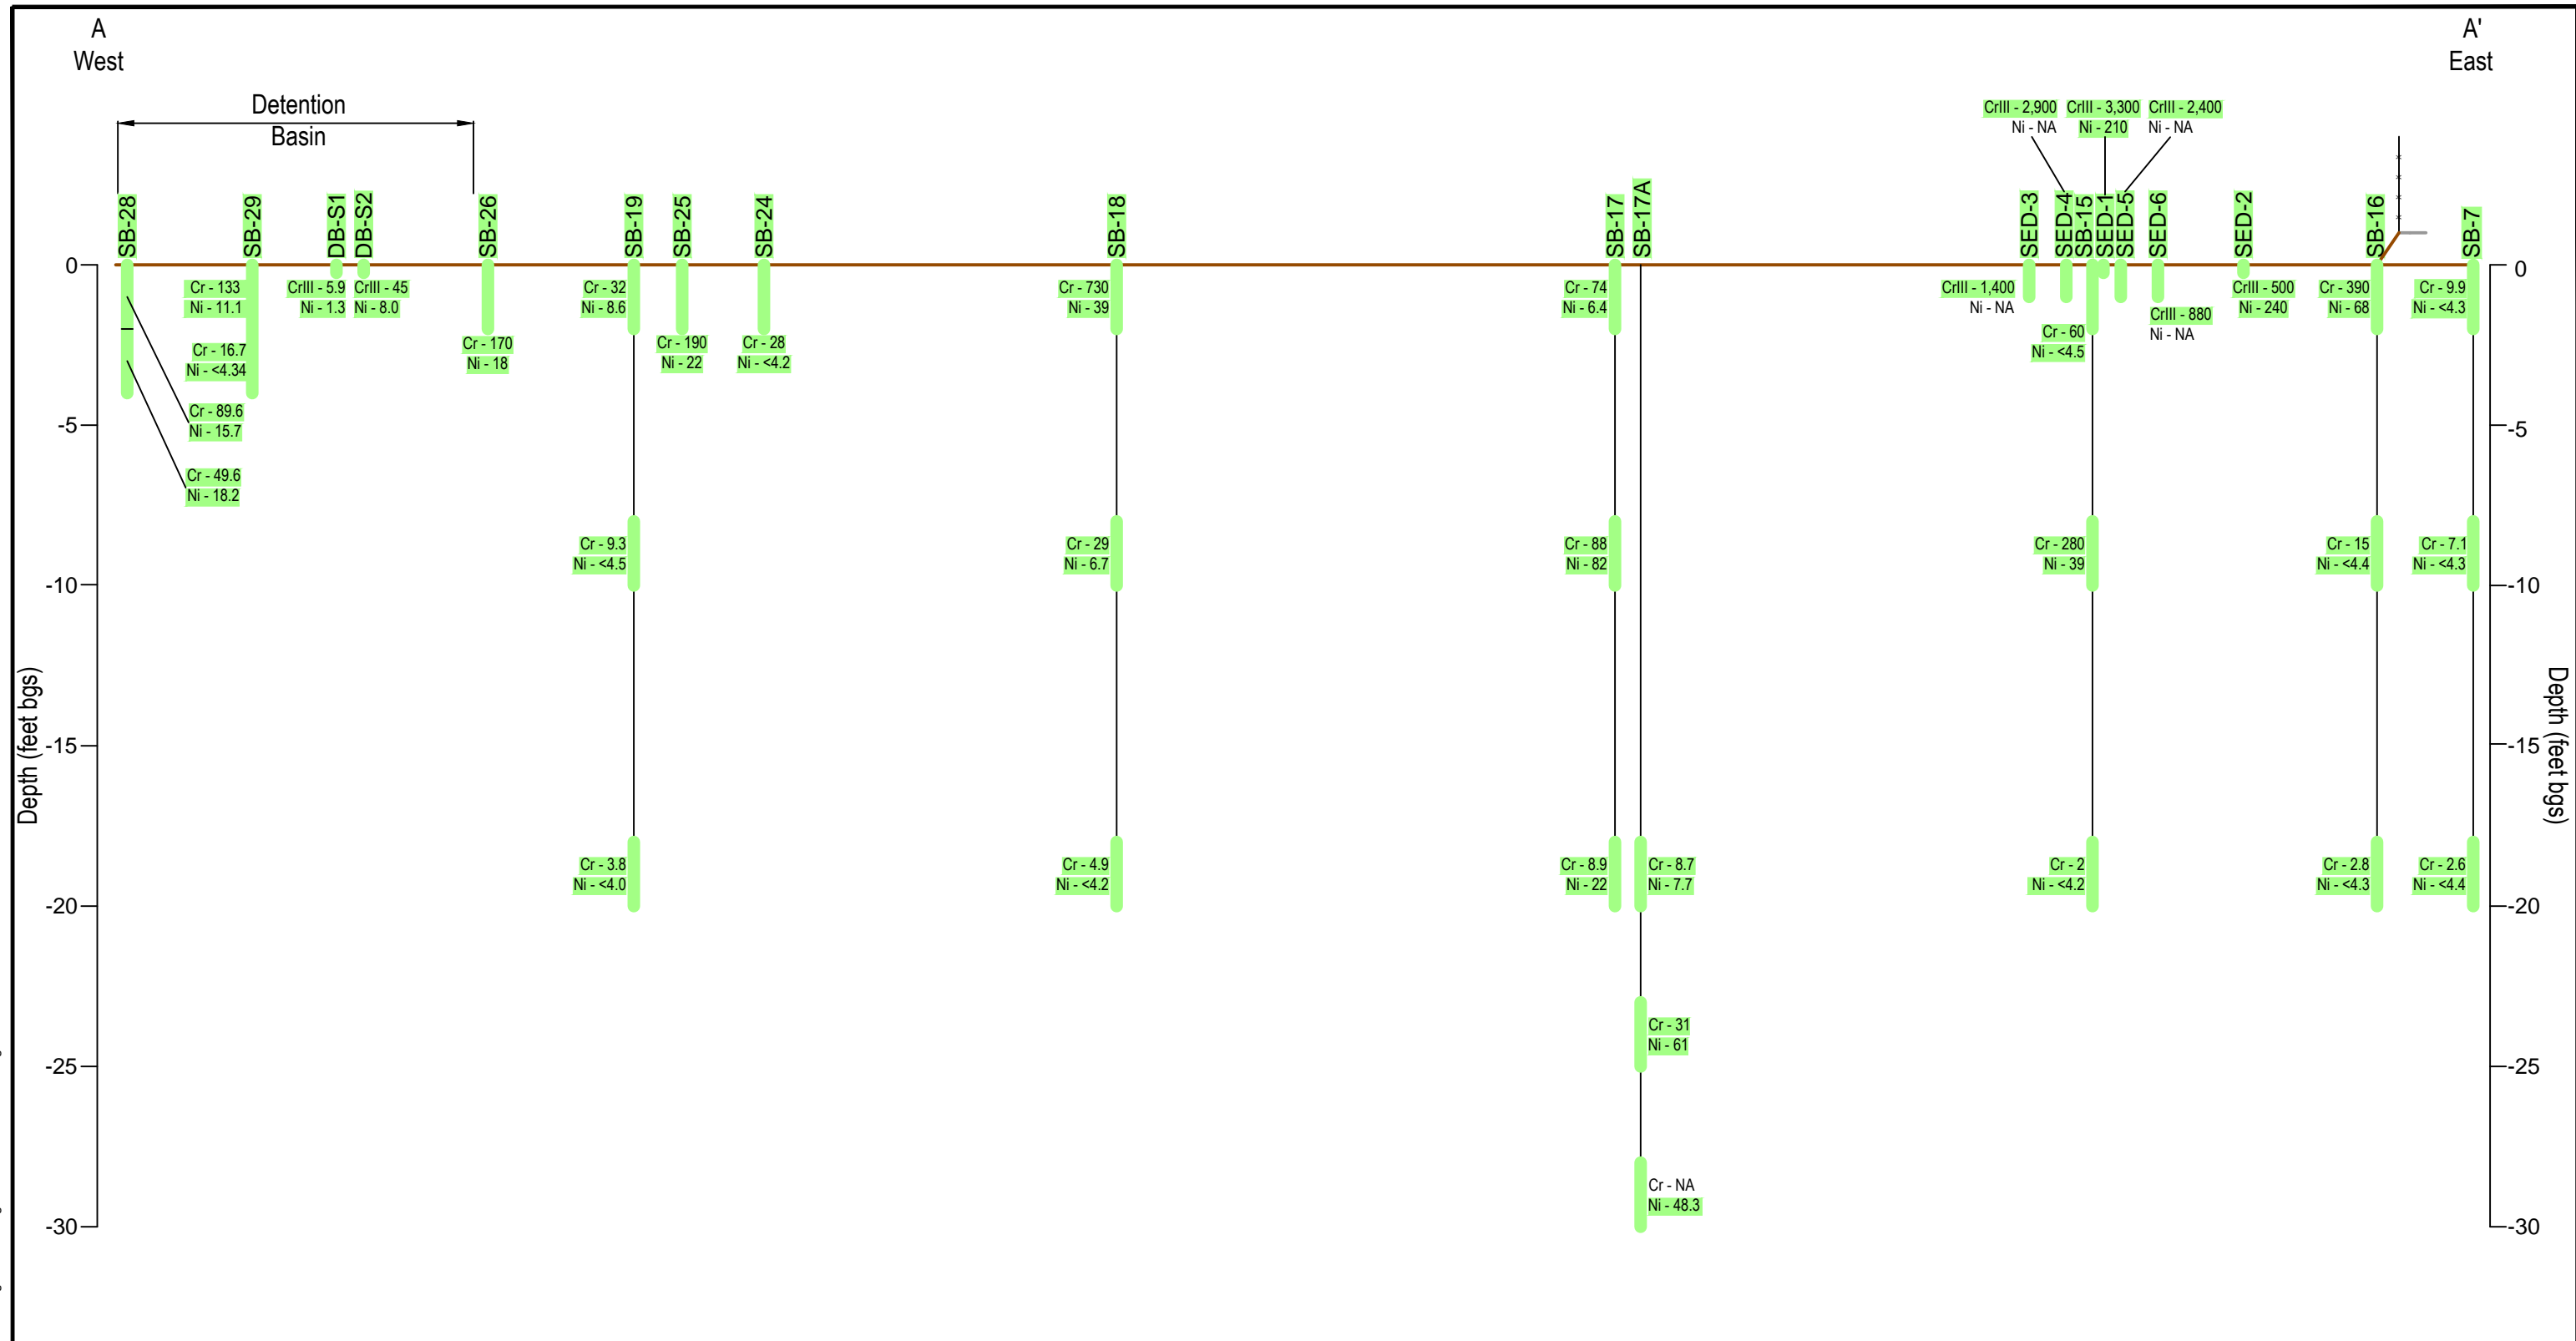 A
West
A'
East
Detention
Basin
CrIII - 2,900
Ni - NA
CrIII - 3,300
Ni - 210
CrIII - 2,400
Ni - NA
SB-28
SB-29
DB-S1
DB-S2
SB-26
SB-19
SB-25
SB-24
SB-18
SB-17
SB-17A
SED-3
SED-4
SB-15
SED-1
SED-5
SED-6
SED-2
SB-16
SB-7
0
0
Cr - 133
Ni - 11.1
CrIII - 5.9
Ni - 1.3
CrIII - 45
Ni - 8.0
Cr - 32
Ni - 8.6
Cr - 730
Ni - 39
Cr - 74
Ni - 6.4
CrIII - 1,400
Ni - NA
CrIII - 880
Ni - NA
CrIII - 500
Ni - 240
Cr - 390
Ni - 68
Cr - 9.9
Ni - <4.3
Cr - 16.7
Ni - <4.34
Cr - 170
Ni - 18
Cr - 190
Ni - 22
Cr - 28
Ni - <4.2
Cr - 60
Ni - <4.5
Cr - 89.6
Ni - 15.7
-5
-5
Cr - 49.6
Ni - 18.2
Cr - 9.3
Ni - <4.5
Cr - 29
Ni - 6.7
Cr - 88
Ni - 82
Cr - 280
Ni - 39
Cr - 15
Ni - <4.4
Cr - 7.1
Ni - <4.3
-10
-10
Depth (feet bgs)
Depth (feet bgs)
-15
-15
Cr - 3.8
Ni - <4.0
Cr - 4.9
Ni - <4.2
Cr - 8.9
Ni - 22
Cr - 8.7
Ni - 7.7
Cr - 2
Ni - <4.2
Cr - 2.8
Ni - <4.3
Cr - 2.6
Ni - <4.4
-20
-20
Cr - 31
Ni - 61
-25
-25
Cr - NA
Ni - 48.3
-30
-30